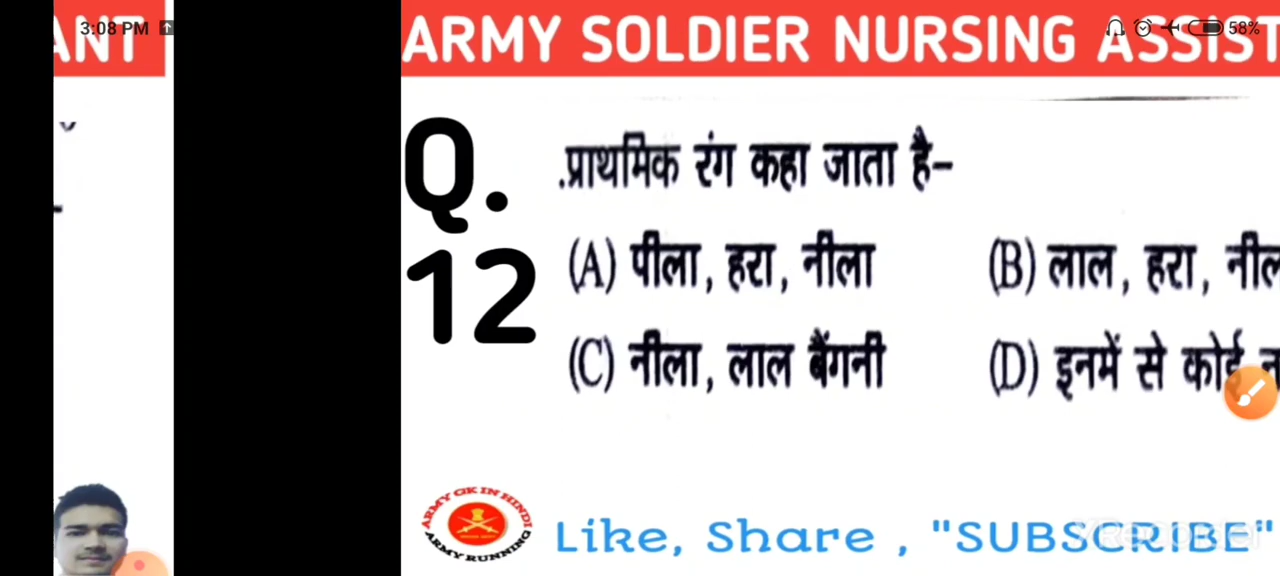 3:08 PM
58%
ANT
ARMY SOLDIER NURSING ASSIST
Q.
12
.प्राथमिक रंग कहा जाता है-
(A) पीला, हरा, नीला
(B) लाल, हरा, नील
(C) नीला, लाल बैंगनी
(D) इनमें से कोई न
ARMY GK IN HINDI
ARMY RUNNING
Like, Share , "SUBSCRIBE"
XRecorder